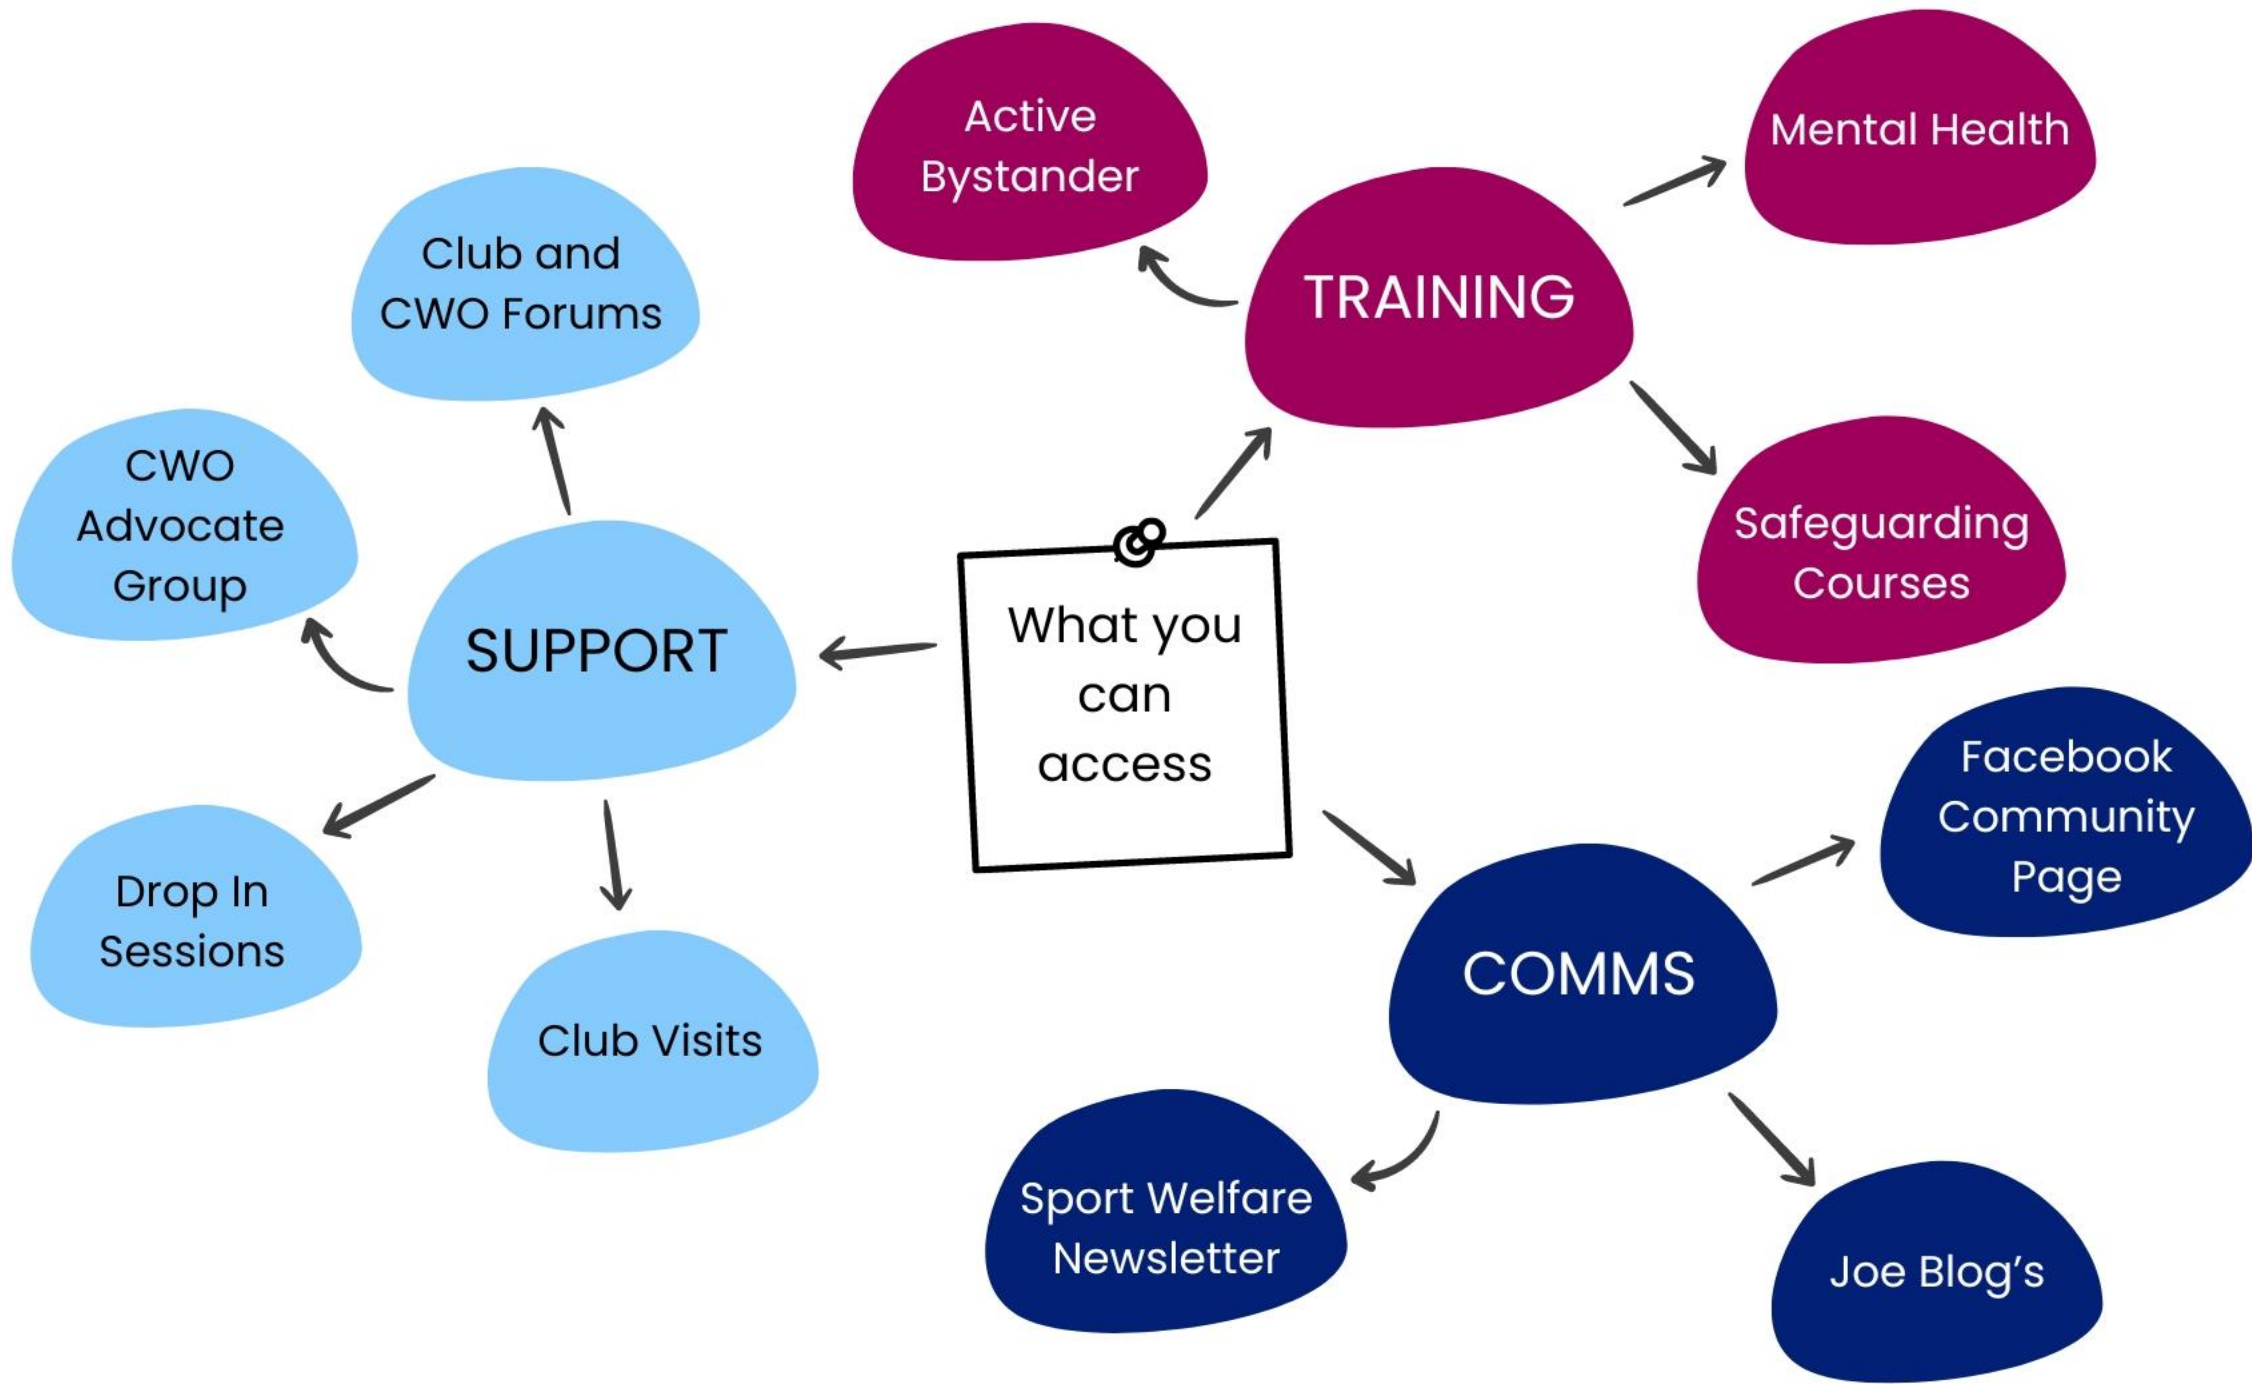 Active
Bystander
Mental Health
TRAINING
Safeguarding
Courses
Club and
CWO Forums
CWO
Advocate
Group
SUPPORT
Drop In
Sessions
Club Visits
What you
can
access
Facebook
Community
Page
COMMS
Sport Welfare
Newsletter
Joe Blog’s